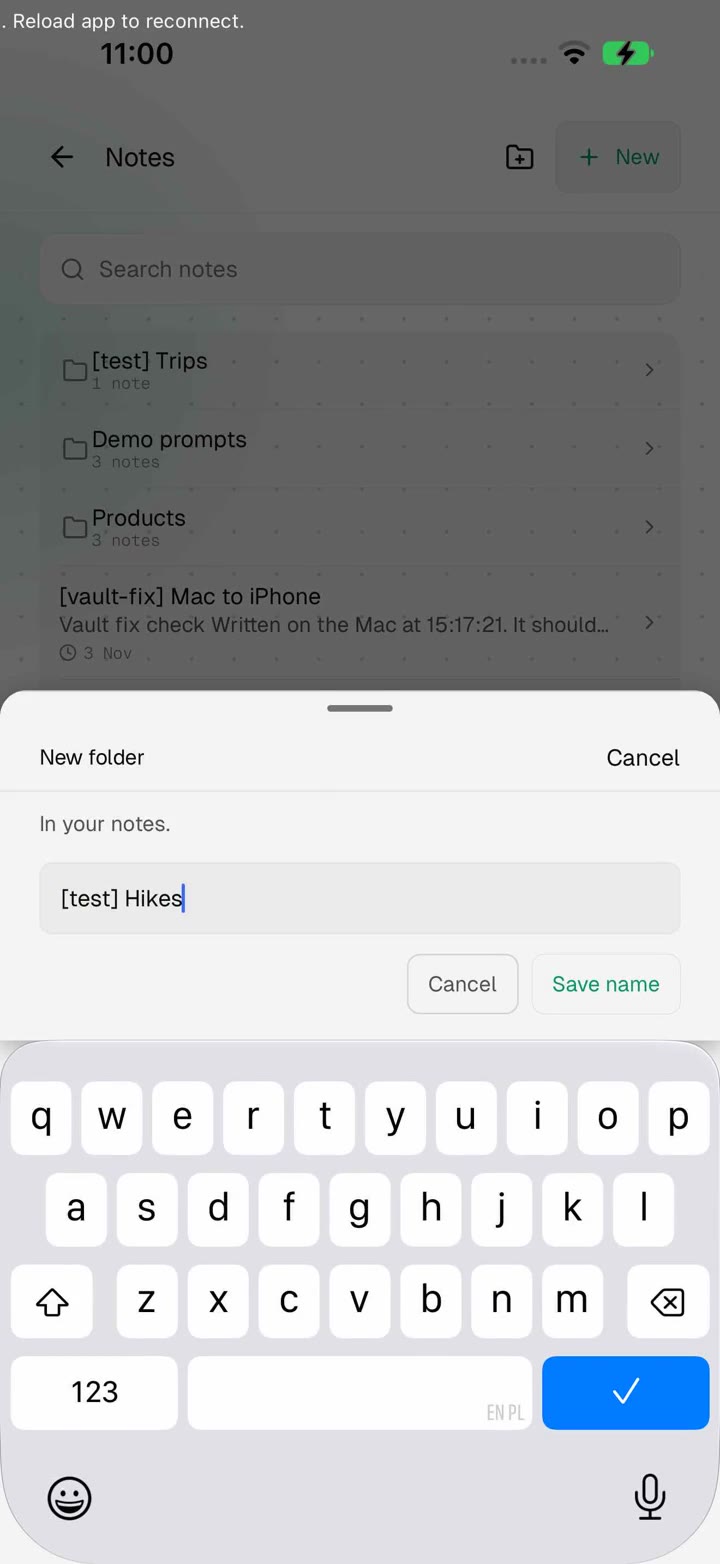 . Reload app to reconnect.
11:00
Notes
+ New
Search notes
[test] Trips
1 note
Demo prompts
3 notes
Products
3 notes
[vault-fix] Mac to iPhone
Vault fix check Written on the Mac at 15:17:21. It should...
3 Nov
New folder
Cancel
In your notes.
[test] Hikes
Cancel
Save name
q w e r t y u i o p
a s d f g h j k l
z x c v b n m
123
EN PL